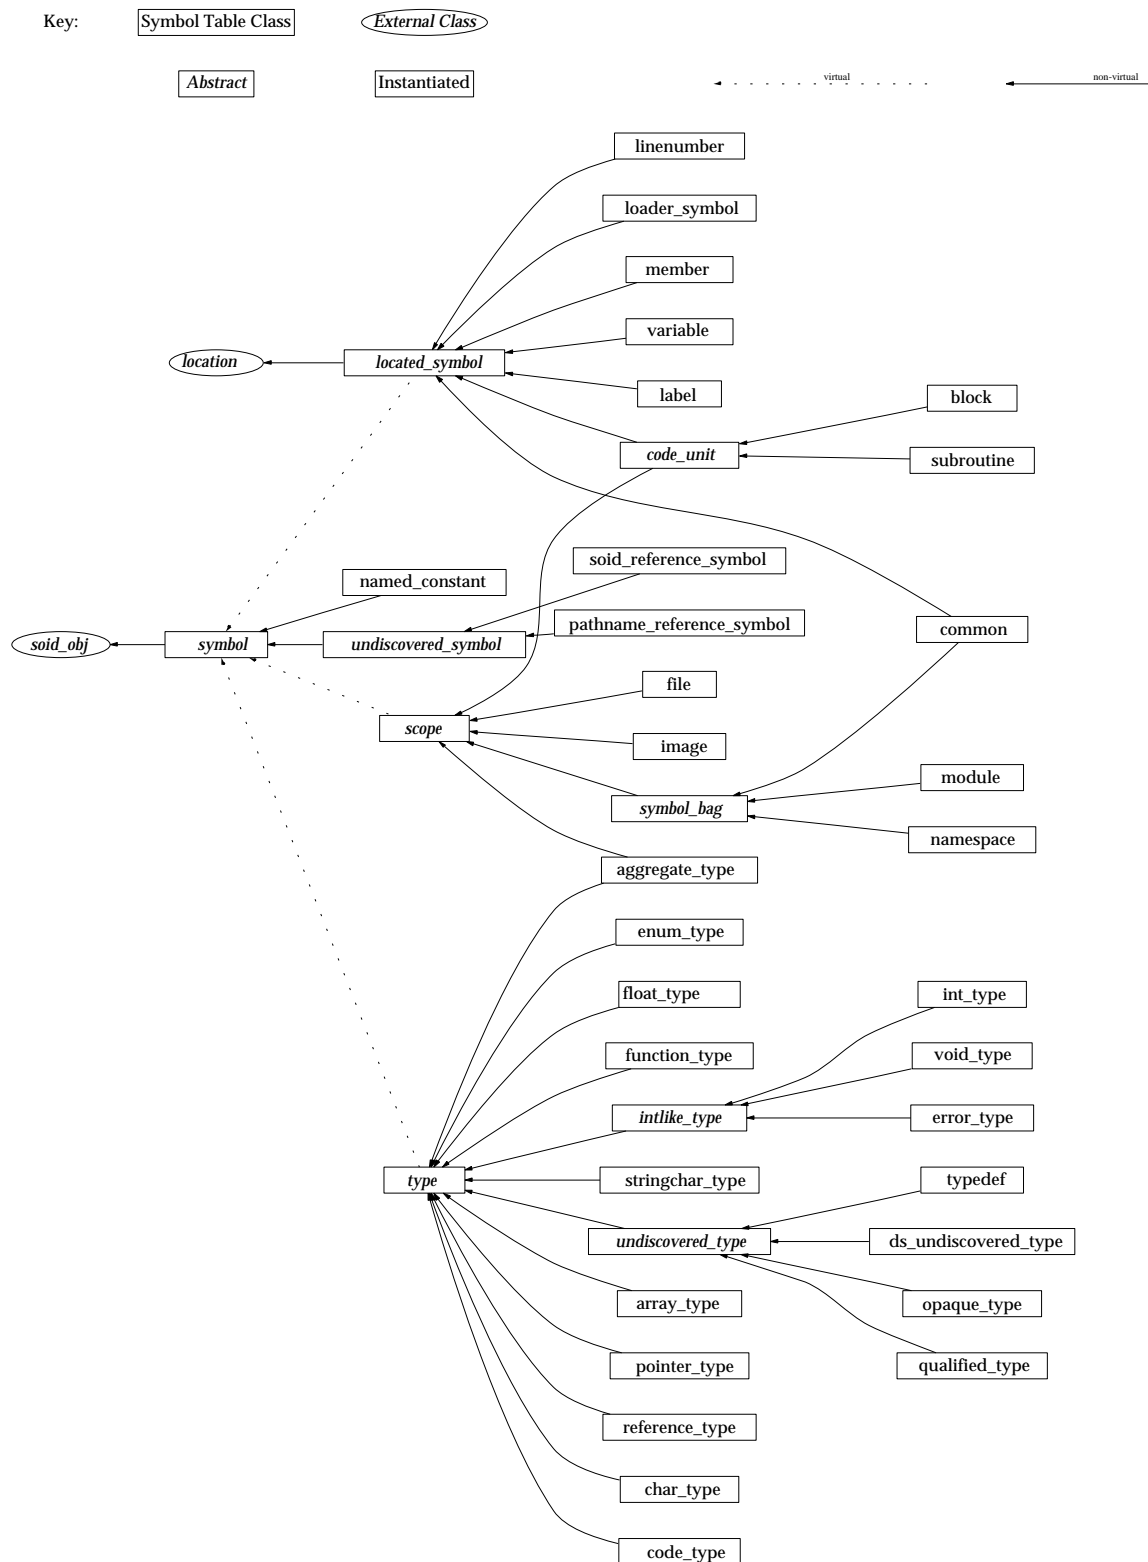 Key: Symbol Table Class External Class
Abstract Instantiated virtual non-virtual
linenumber
loader_symbol
member
variable
location located_symbol
label block
code_unit subroutine
soid_reference_symbol
named_constant
pathname_reference_symbol common
soid_obj symbol undiscovered_symbol
file
scope
image module
symbol_bag
namespace
aggregate_type
enum_type
float_type int_type
function_type void_type
intlike_type error_type
type stringchar_type typedef
undiscovered_type ds_undiscovered_type
array_type opaque_type
pointer_type qualified_type
reference_type
char_type
code_type